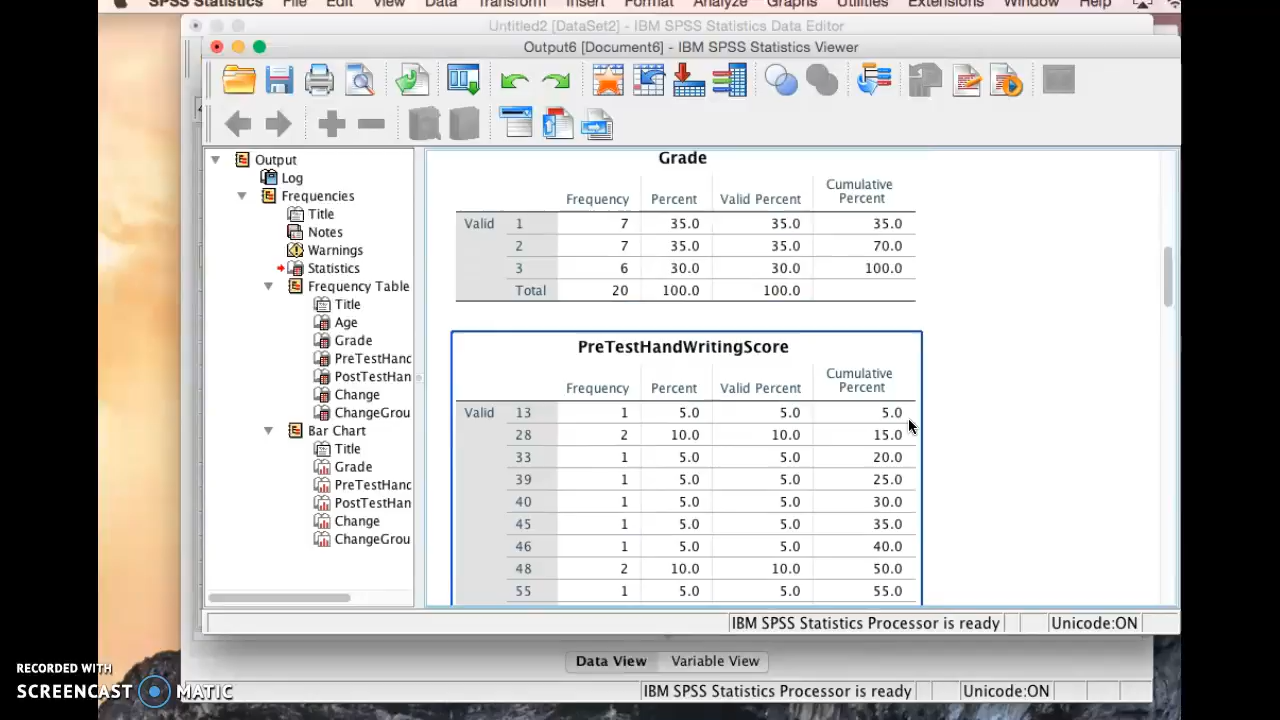 SPSS Statistics File Edit View Data Transform Insert Format Analyze Graphs Utilities Extensions Window Help
Untitled2 [DataSet2] - IBM SPSS Statistics Data Editor
Output6 [Document6] - IBM SPSS Statistics Viewer
Output
Log
Frequencies
Title
Notes
Warnings
Statistics
Frequency Table
Title
Age
Grade
PreTestHand
PostTestHan
Change
ChangeGrou
Bar Chart
Title
Grade
PreTestHand
PostTestHan
Change
ChangeGrou
Grade
Frequency Percent Valid Percent Cumulative Percent
Valid 1 7 35.0 35.0 35.0
2 7 35.0 35.0 70.0
3 6 30.0 30.0 100.0
Total 20 100.0 100.0
PreTestHandWritingScore
Frequency Percent Valid Percent Cumulative Percent
Valid 13 1 5.0 5.0 5.0
28 2 10.0 10.0 15.0
33 1 5.0 5.0 20.0
39 1 5.0 5.0 25.0
40 1 5.0 5.0 30.0
45 1 5.0 5.0 35.0
46 1 5.0 5.0 40.0
48 2 10.0 10.0 50.0
55 1 5.0 5.0 55.0
IBM SPSS Statistics Processor is ready Unicode:ON
Data View Variable View
IBM SPSS Statistics Processor is ready Unicode:ON
RECORDED WITH
SCREENCAST MATIC